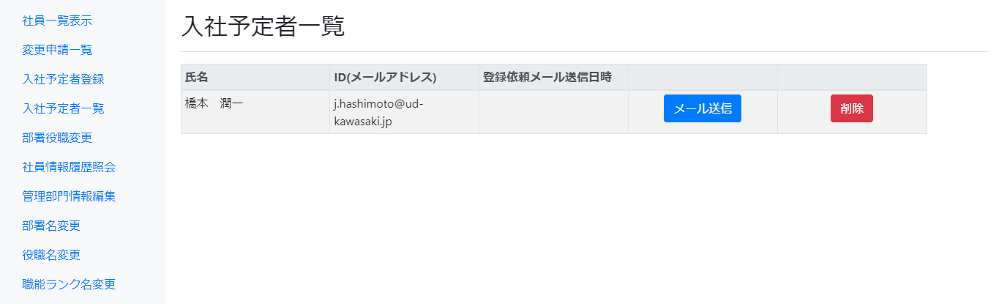 社員一覧表示
変更申請一覧
入社予定者登録
入社予定者一覧
部署役職変更
社員情報履歴照会
管理部門情報編集
部署名変更
役職名変更
職能ランク名変更
入社予定者一覧
氏名 ID(メールアドレス) 登録依頼メール送信日時
橋本　潤一 j.hashimoto@ud- メール送信 削除
kawasaki.jp